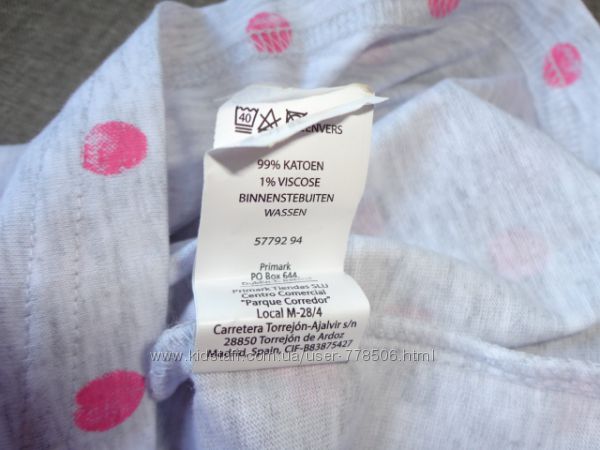 40
99% KATOEN
1% VISCOSE
BINNENSTEBUITEN
WASSEN
57792 94
Primark
PO Box 644,
Primark Tiendas SLU
Centro Comercial
"Parque Corredor"
Local M-28/4
Carretera Torrejón-Ajalvir s/n
28850 Torrejón de Ardoz
Madrid, Spain, CIF-B83875427
www.kidstaff.com.ua/user-778506.html